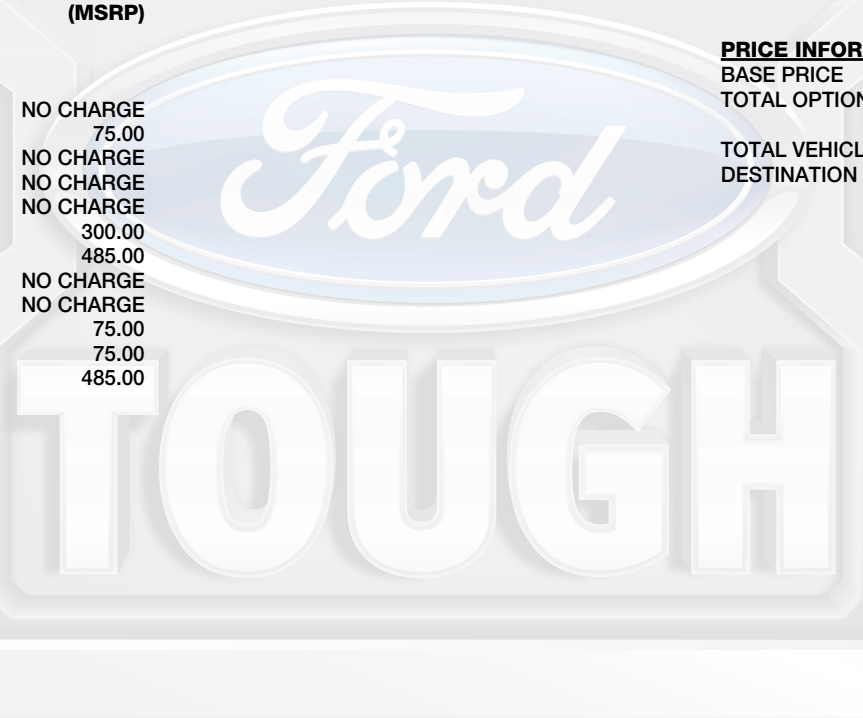 (MSRP)
NO CHARGE
75.00
NO CHARGE
NO CHARGE
NO CHARGE
300.00
485.00
NO CHARGE
NO CHARGE
75.00
75.00
485.00
PRICE INFOR
BASE PRICE
TOTAL OPTION
TOTAL VEHICL
DESTINATION
Ford
TOUGH